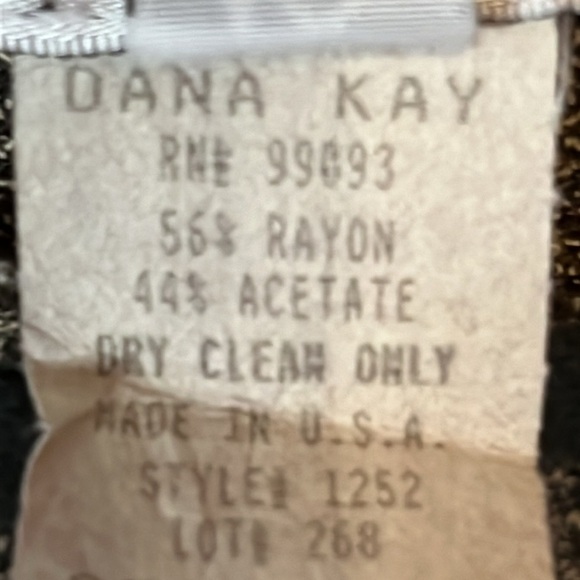 DANA KAY
RN# 99093
56% RAYON
44% ACETATE
DRY CLEAN ONLY
MADE IN U.S.A.
STYLE# 1252
LOT# 268